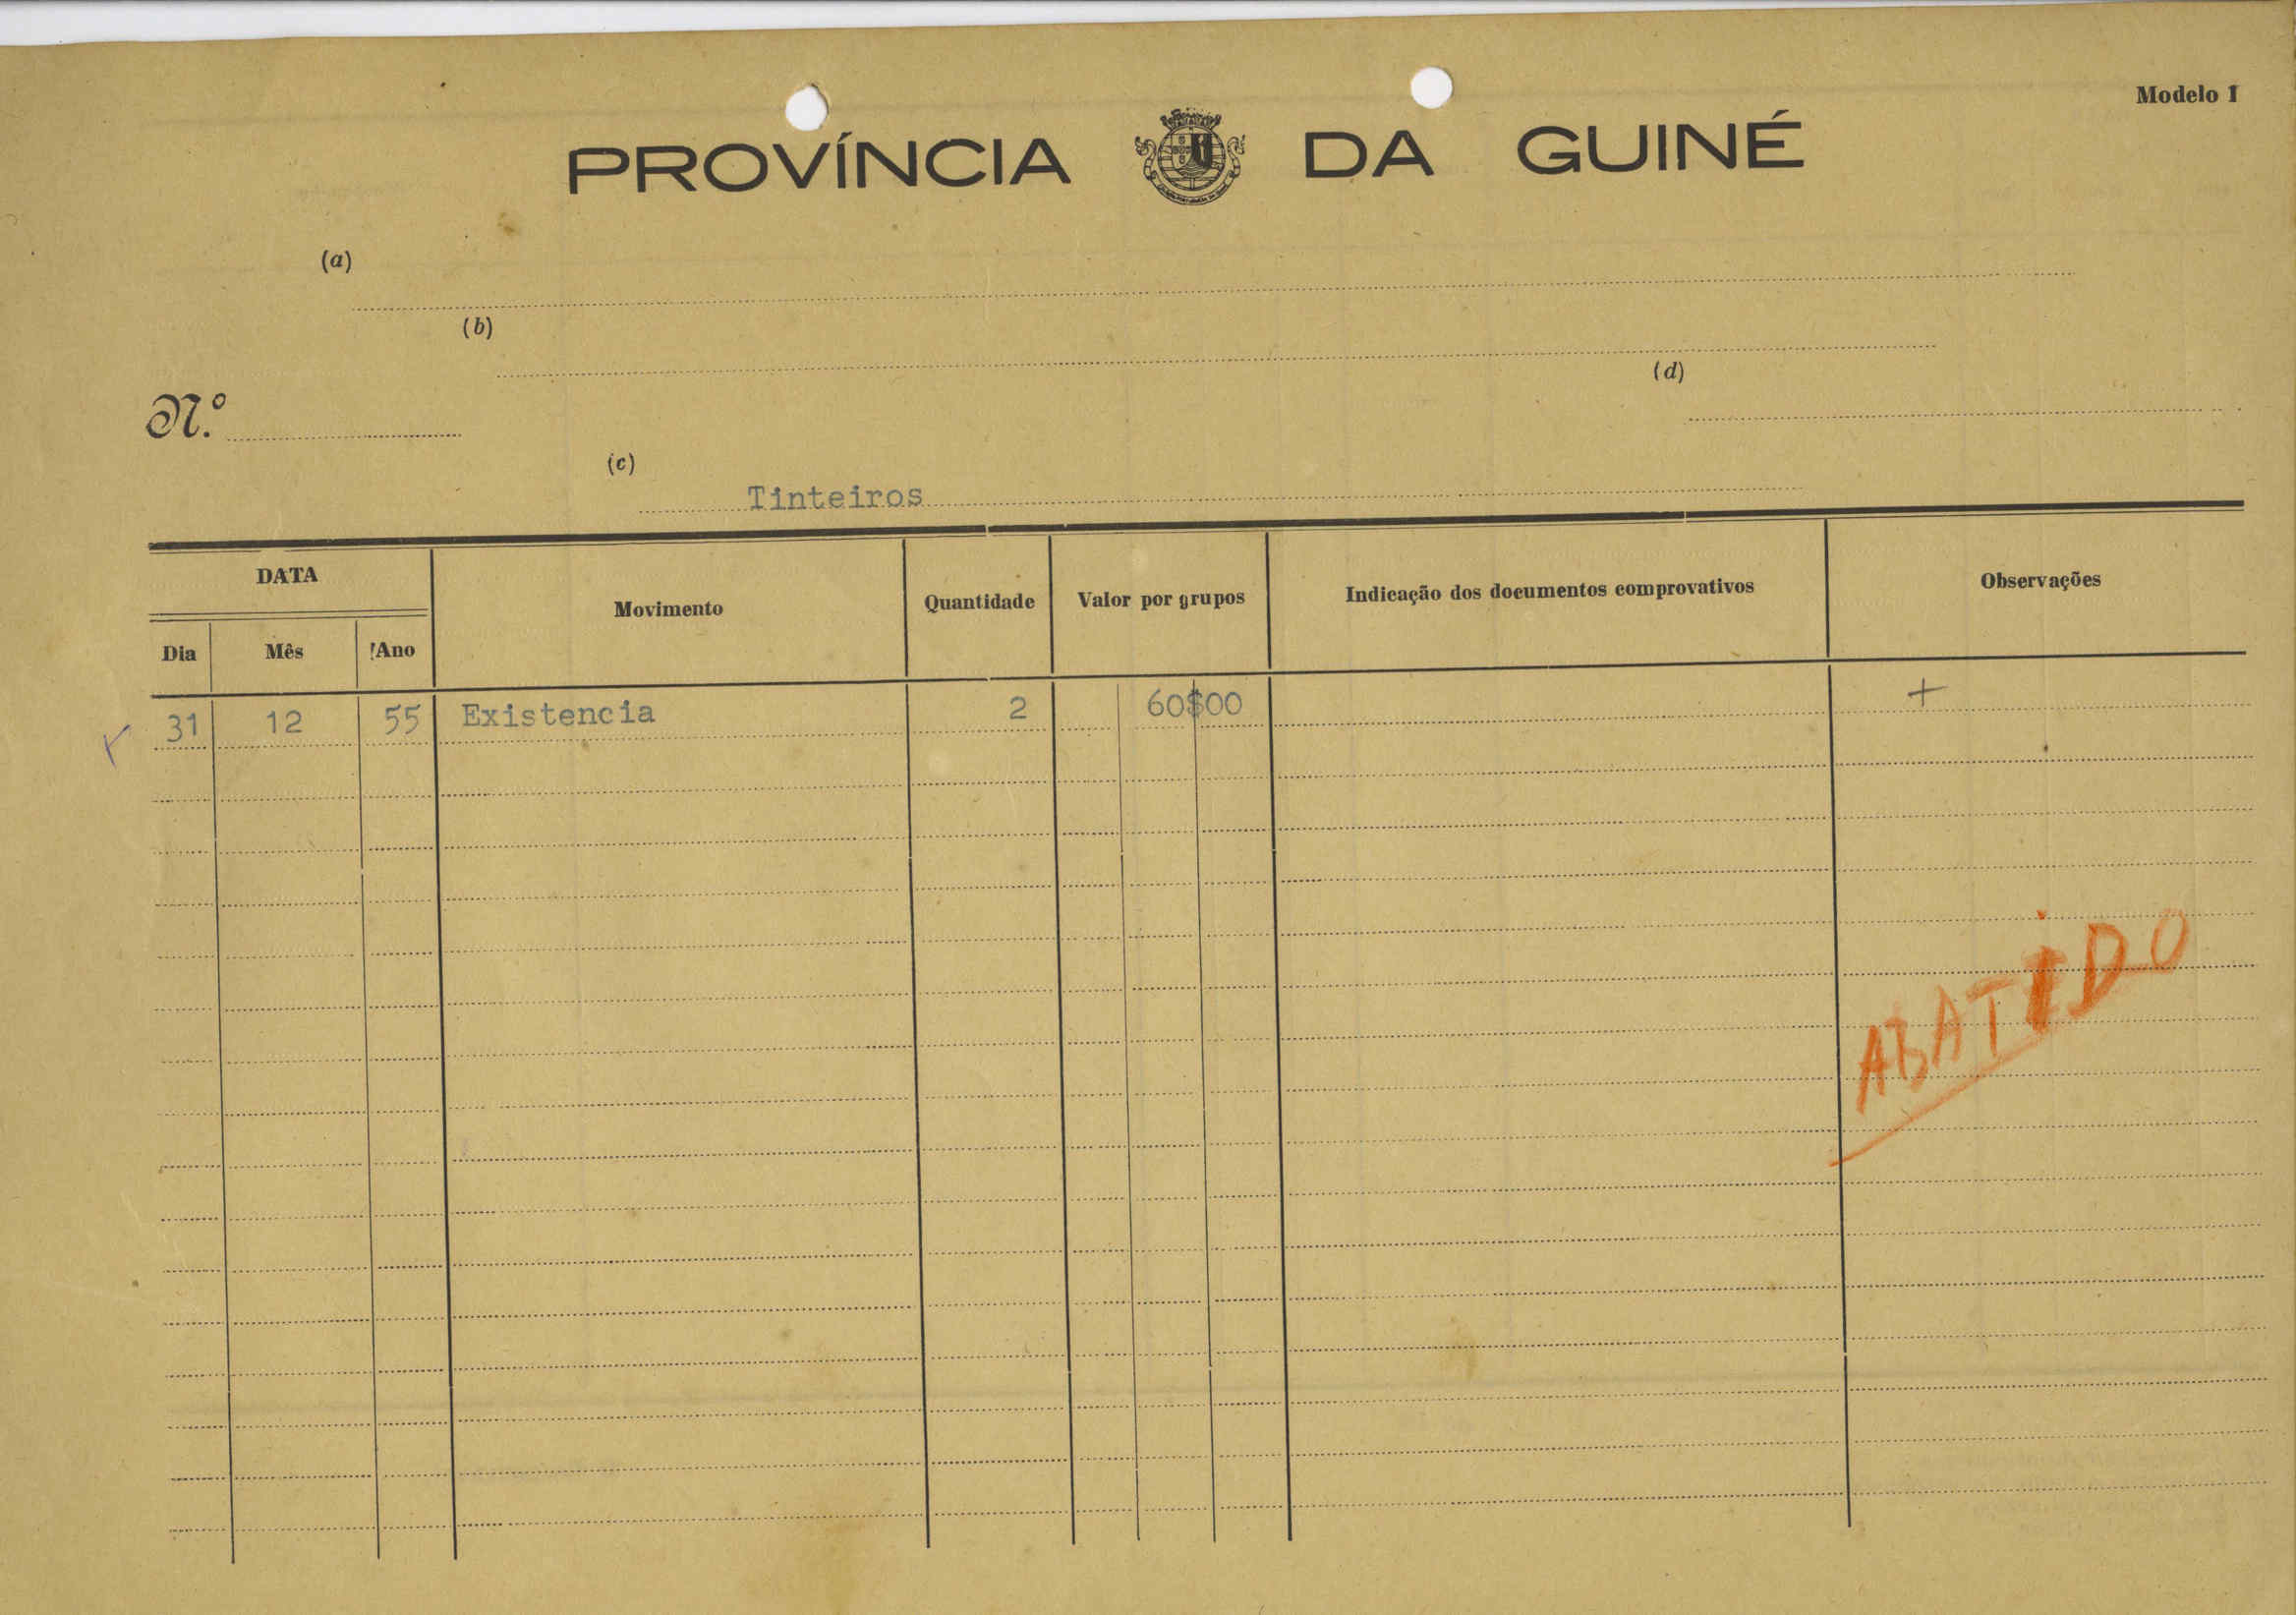 Modelo 1
PROVÍNCIA DA GUINÉ
(a)
(b)
(d)
N.º
(c)
Tinteiros
DATA
Movimento
Quantidade
Valor por grupos
Indicação dos documentos comprovativos
Observações
Dia
Mês
Ano
31 12 55 Existencia 2 60$00 +
ABATIDO